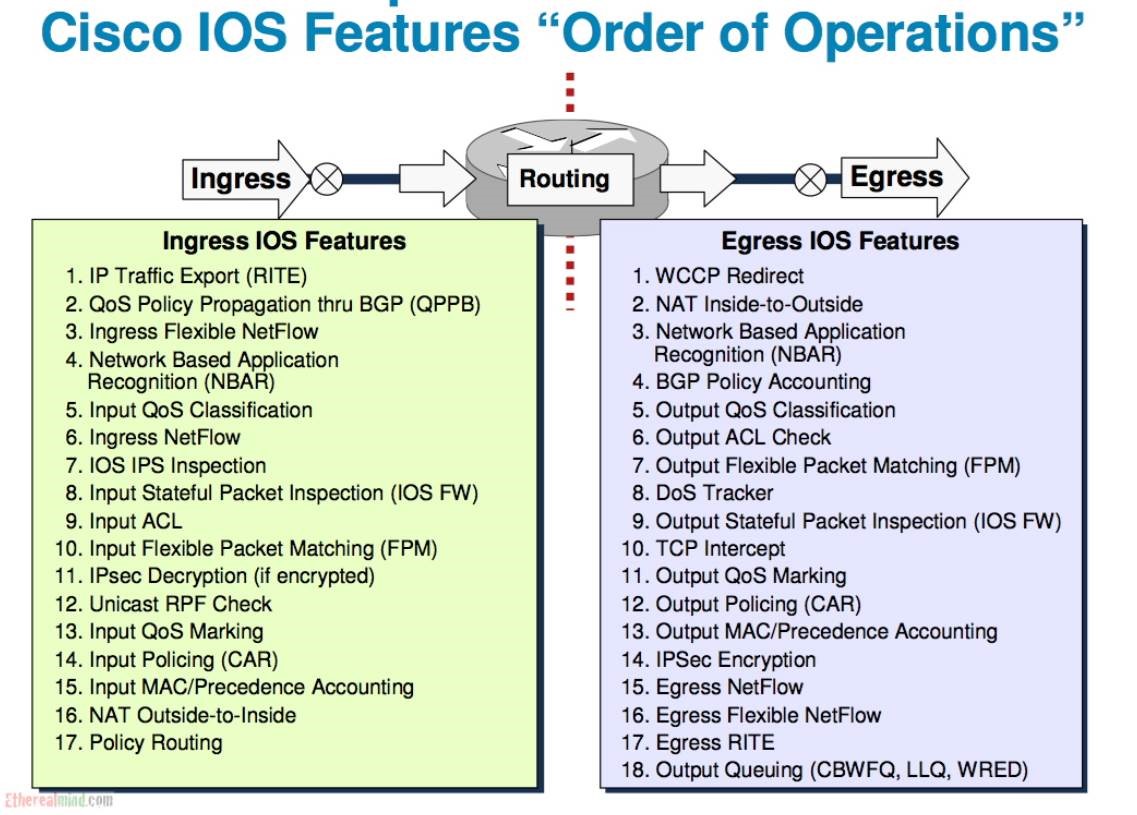 Cisco IOS Features “Order of Operations”
Ingress
Routing
Egress
Ingress IOS Features
1. IP Traffic Export (RITE)
2. QoS Policy Propagation thru BGP (QPPB)
3. Ingress Flexible NetFlow
4. Network Based Application
Recognition (NBAR)
5. Input QoS Classification
6. Ingress NetFlow
7. IOS IPS Inspection
8. Input Stateful Packet Inspection (IOS FW)
9. Input ACL
10. Input Flexible Packet Matching (FPM)
11. IPsec Decryption (if encrypted)
12. Unicast RPF Check
13. Input QoS Marking
14. Input Policing (CAR)
15. Input MAC/Precedence Accounting
16. NAT Outside-to-Inside
17. Policy Routing
Egress IOS Features
1. WCCP Redirect
2. NAT Inside-to-Outside
3. Network Based Application
Recognition (NBAR)
4. BGP Policy Accounting
5. Output QoS Classification
6. Output ACL Check
7. Output Flexible Packet Matching (FPM)
8. DoS Tracker
9. Output Stateful Packet Inspection (IOS FW)
10. TCP Intercept
11. Output QoS Marking
12. Output Policing (CAR)
13. Output MAC/Precedence Accounting
14. IPSec Encryption
15. Egress NetFlow
16. Egress Flexible NetFlow
17. Egress RITE
18. Output Queuing (CBWFQ, LLQ, WRED)
Etherealmind.com